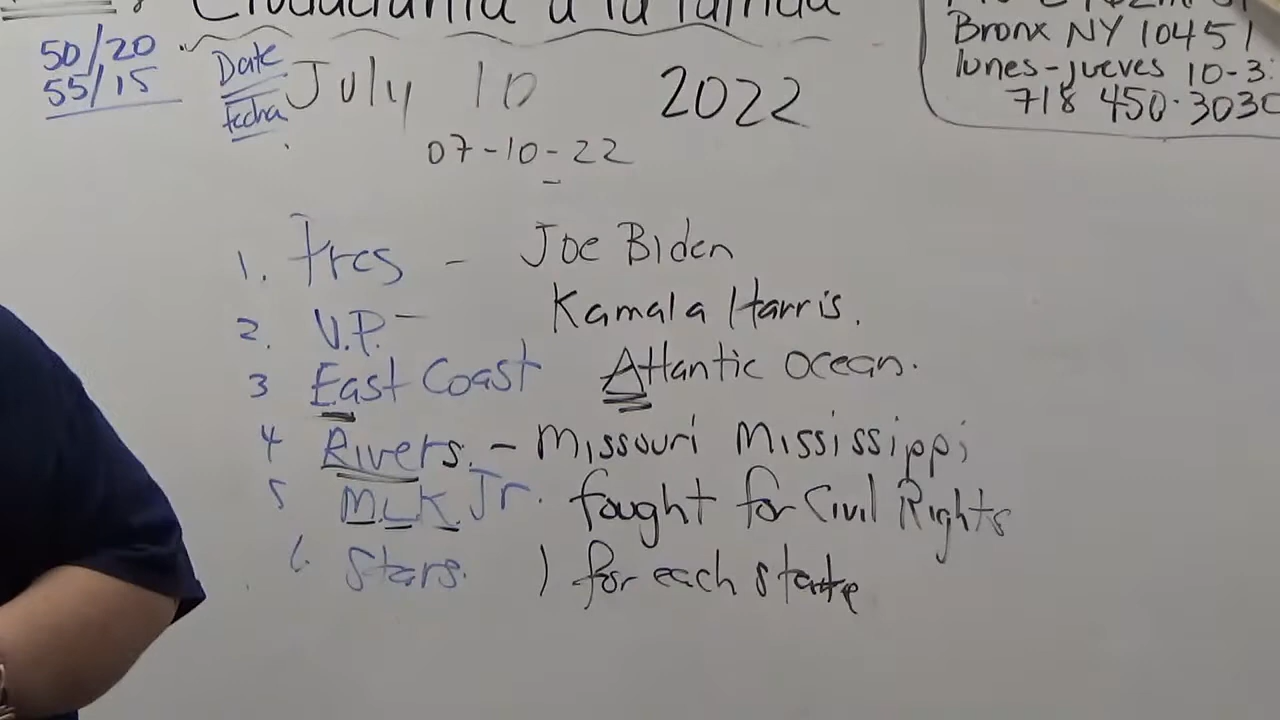 Ciudadanía a la
50/20
55/15
Date
Fecha
July 10 2022
07-10-22
Bronx NY 10451
lunes-jueves 10-3
718 450·3030
1. Pres - Joe Biden
2. V.P. - Kamala Harris.
3 East Coast Atlantic Ocean.
4 Rivers. - Missouri Mississippi
5 M.L.K. Jr. fought for Civil Rights
6. Stars. 1 for each state